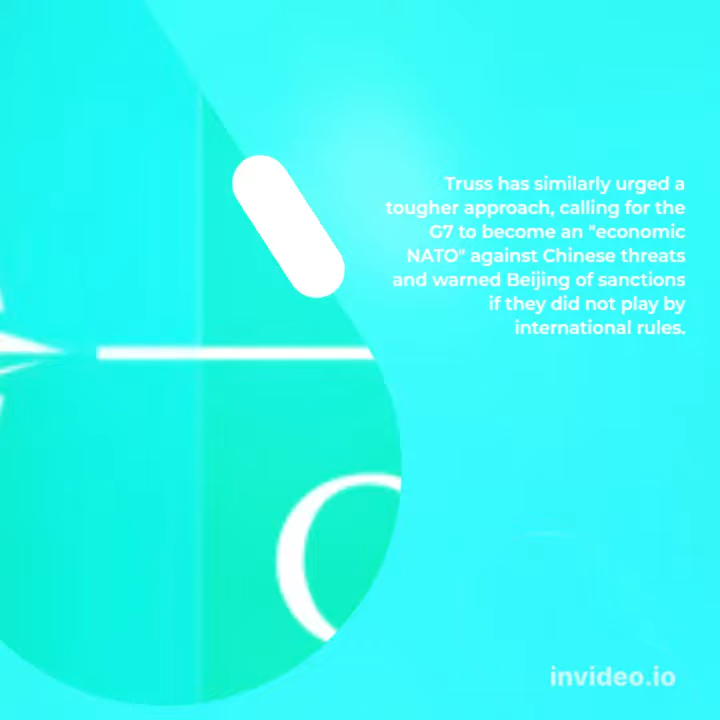 Truss has similarly urged a
tougher approach, calling for the
G7 to become an "economic
NATO" against Chinese threats
and warned Beijing of sanctions
if they did not play by
international rules.
invideo.io